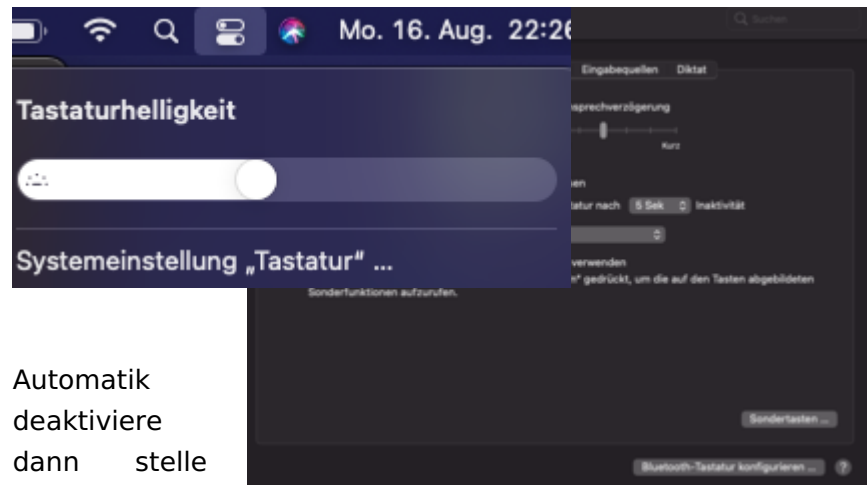 Mo. 16. Aug. 22:26
Suchen
Tastaturhelligkeit
Systemeinstellung „Tastatur“ ...
Eingabequellen Diktat
Kurz
nach 5 Sek Inaktivität
verwenden
gedrückt, um die auf den Tasten abgebildeten
Sonderfunktionen aufzurufen.
Sondertasten ...
Bluetooth-Tastatur konfigurieren ... ?
Automatik
deaktiviere
dann stelle